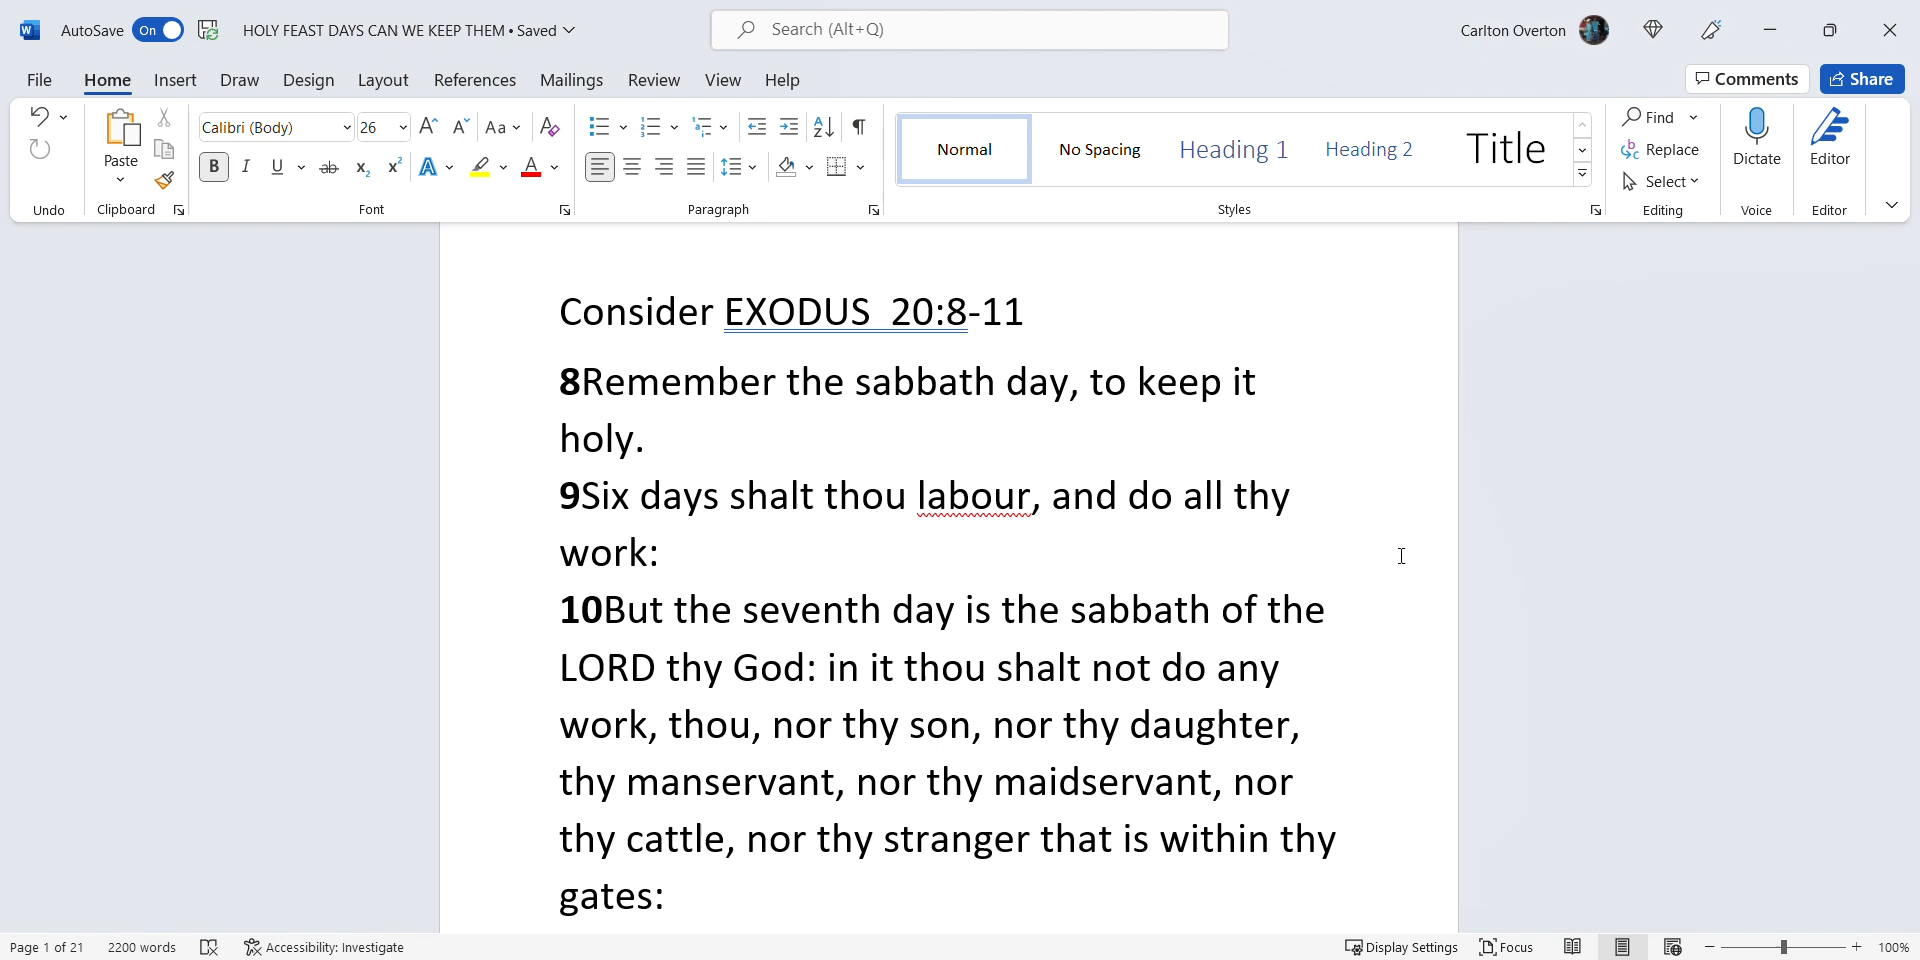 AutoSave On HOLY FEAST DAYS CAN WE KEEP THEM • Saved Search (Alt+Q) Carlton Overton
File Home Insert Draw Design Layout References Mailings Review View Help Comments Share
Calibri (Body) 26 Aa
Paste
Normal No Spacing Heading 1 Heading 2 Title
Find
Replace
Select
Dictate Editor
Undo Clipboard Font Paragraph Styles Editing Voice Editor
Consider EXODUS  20:8-11
8Remember the sabbath day, to keep it
holy.
9Six days shalt thou labour, and do all thy
work:
10But the seventh day is the sabbath of the
LORD thy God: in it thou shalt not do any
work, thou, nor thy son, nor thy daughter,
thy manservant, nor thy maidservant, nor
thy cattle, nor thy stranger that is within thy
gates:
Page 1 of 21 2200 words Accessibility: Investigate Display Settings Focus 100%